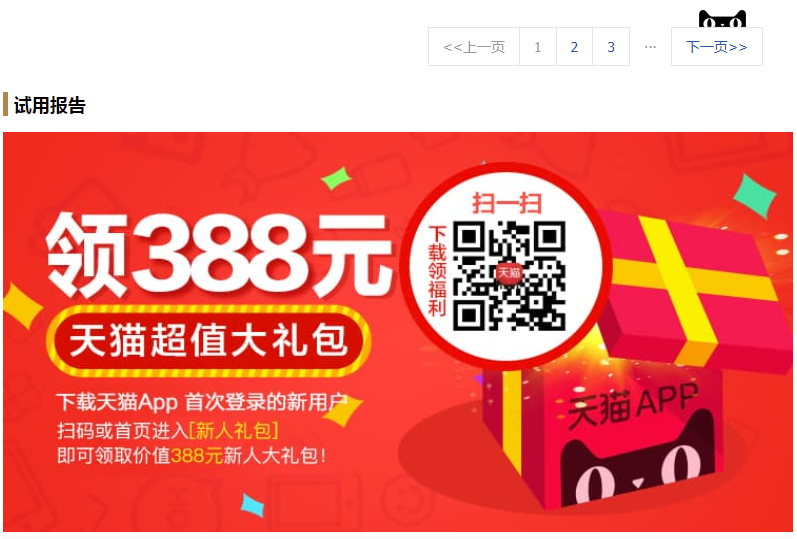 <<上一页 1 2 3 ··· 下一页>>
试用报告
领388元
天猫超值大礼包
下载天猫App 首次登录的新用户
扫码或首页进入[新人礼包]
即可领取价值388元新人大礼包!
扫一扫
下载领福利
天猫
天猫APP